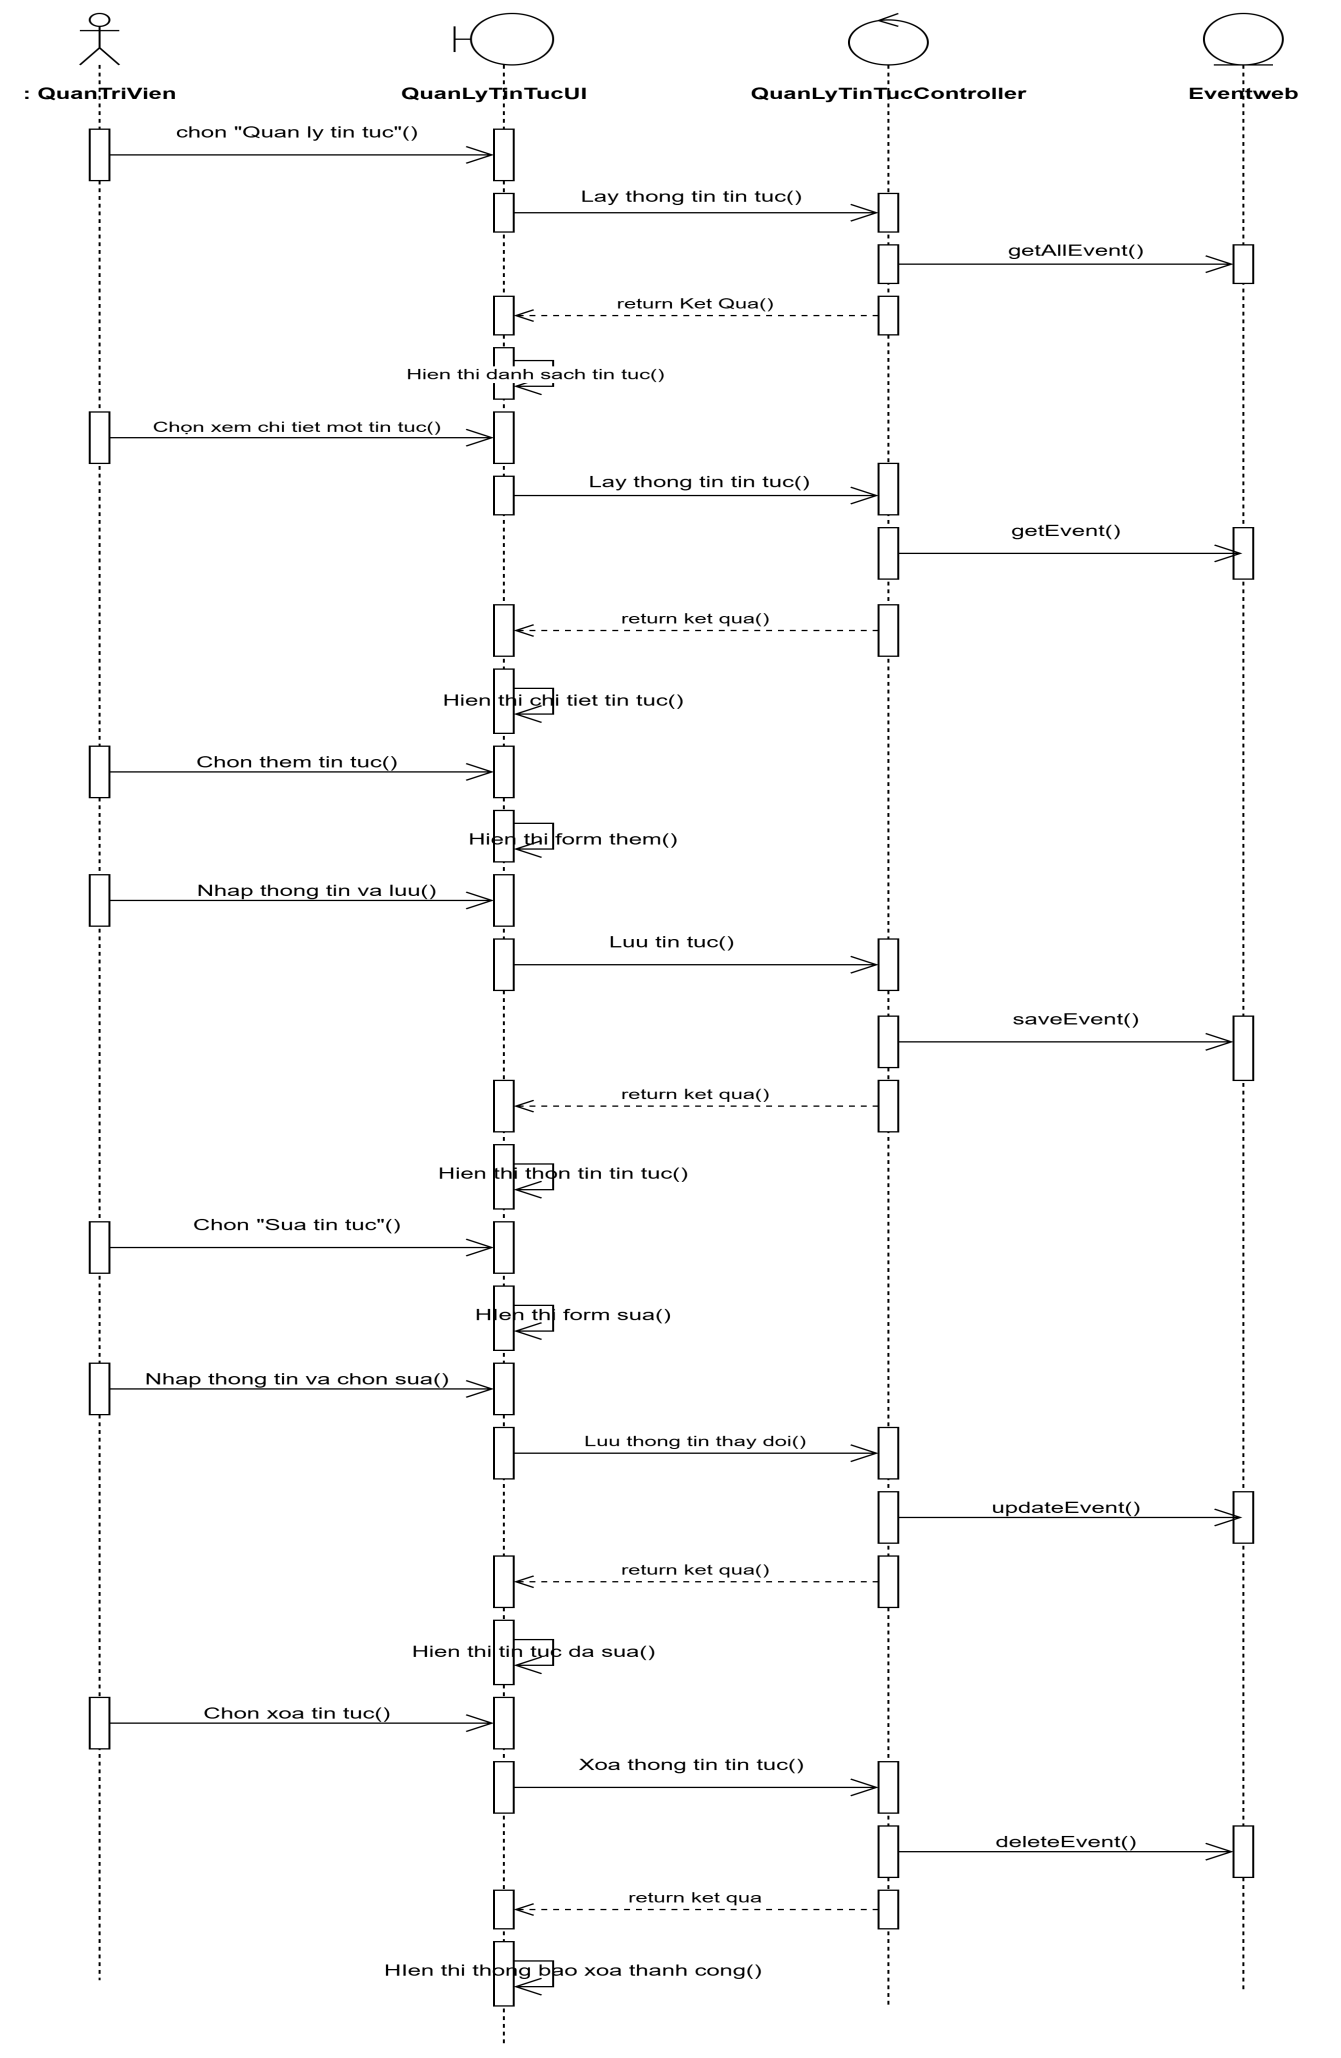 : QuanTriVien
QuanLyTinTucUI
QuanLyTinTucController
Eventweb
chon "Quan ly tin tuc"()
Lay thong tin tin tuc()
getAllEvent()
return Ket Qua()
Hien thi danh sach tin tuc()
Chọn xem chi tiet mot tin tuc()
Lay thong tin tin tuc()
getEvent()
return ket qua()
Hien thi chi tiet tin tuc()
Chon them tin tuc()
Hien thi form them()
Nhap thong tin va luu()
Luu tin tuc()
saveEvent()
return ket qua()
Hien thi thon tin tin tuc()
Chon "Sua tin tuc"()
HIen thi form sua()
Nhap thong tin va chon sua()
Luu thong tin thay doi()
updateEvent()
return ket qua()
Hien thi tin tuc da sua()
Chon xoa tin tuc()
Xoa thong tin tin tuc()
deleteEvent()
return ket qua
HIen thi thong bao xoa thanh cong()